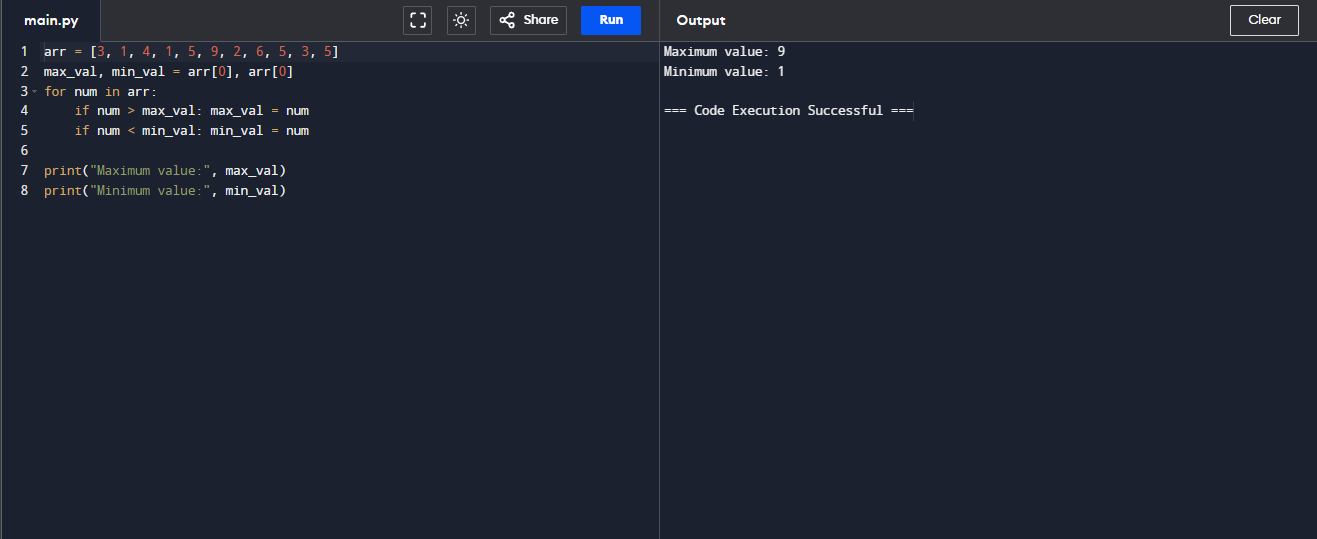 main.py
Share
Run
Output
Clear
1 arr = [3, 1, 4, 1, 5, 9, 2, 6, 5, 3, 5]
2 max_val, min_val = arr[0], arr[0]
3 for num in arr:
4     if num > max_val: max_val = num
5     if num < min_val: min_val = num
6
7 print("Maximum value:", max_val)
8 print("Minimum value:", min_val)
Maximum value: 9
Minimum value: 1
=== Code Execution Successful ===